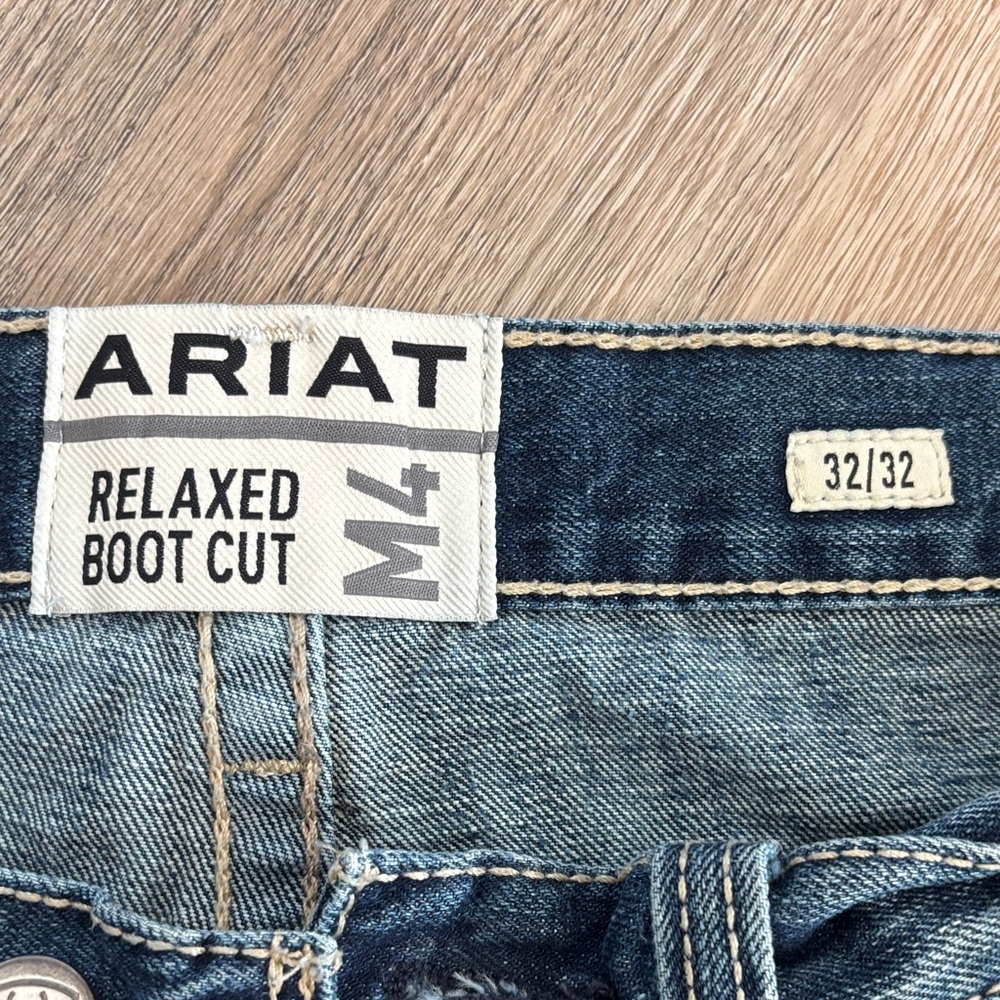 ARIAT
RELAXED
BOOT CUT
M4
32/32